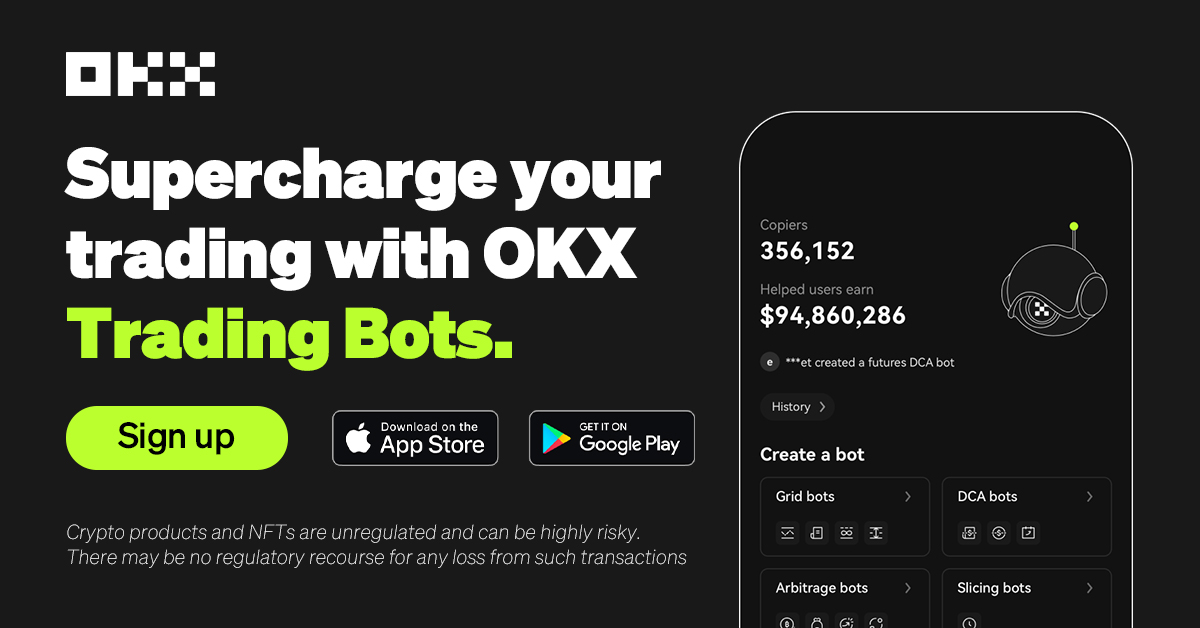 OKX
Supercharge your
trading with OKX
Trading Bots.
Sign up
Download on the
App Store
GET IT ON
Google Play
Crypto products and NFTs are unregulated and can be highly risky.
There may be no regulatory recourse for any loss from such transactions
Copiers
356,152
Helped users earn
$94,860,286
e ***et created a futures DCA bot
History
Create a bot
Grid bots
DCA bots
Arbitrage bots
Slicing bots